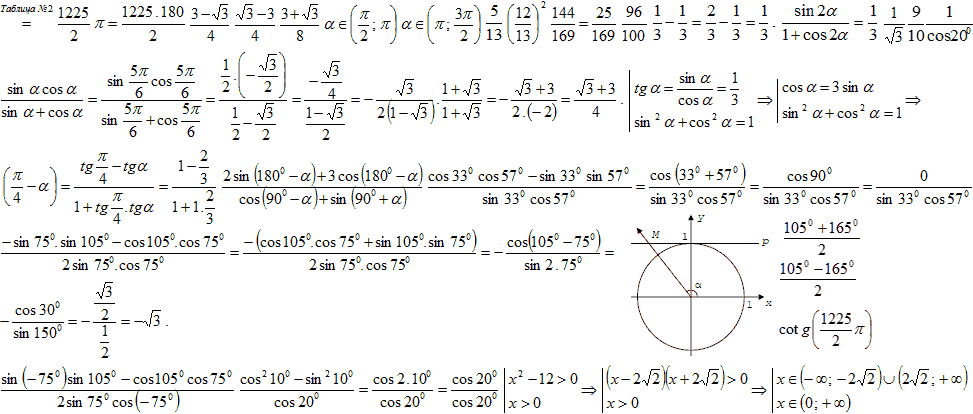 Таблица №2 = 1225/2 π = 1225.180/2 (3−√3)/4 (√3−3)/4 (3+√3)/8 α∈(π/2; π) α∈(π; 3π/2) 5/13 (12/13)² 144/169 = 25/169 96/100 1/3 − 1/3 = 2/3 − 1/3 = 1/3 . sin2α/(1+cos2α) = 1/3 1/√3 9/10 1/cos20⁰
(sin α cos α)/(sin α + cos α) = (sin 5π/6 cos 5π/6)/(sin 5π/6 + cos 5π/6) = (1/2 . (−√3/2))/(1/2 − √3/2) = (−√3/4)/((1−√3)/2) = −√3/(2(1−√3)) . (1+√3)/(1+√3) = −(√3+3)/(2.(−2)) = (√3+3)/4 . | tg α = sin α/cos α = 1/3 | sin² α + cos² α = 1 ⇒ | cos α = 3 sin α | sin² α + cos² α = 1 ⇒
(π/4 − α) = (tg π/4 − tgα)/(1 + tg π/4 . tgα) = (1 − 2/3)/(1 + 1. 2/3) (2 sin (180⁰ − α) + 3 cos (180⁰ − α))/(cos (90⁰ − α) + sin (90⁰ + α)) (cos 33⁰ cos 57⁰ − sin 33⁰ sin 57⁰)/(sin 33⁰ cos 57⁰) = cos (33⁰ + 57⁰)/(sin 33⁰ cos 57⁰) = cos 90⁰/(sin 33⁰ cos 57⁰) = 0/(sin 33⁰ cos 57⁰)
(−sin 75⁰. sin 105⁰ − cos105⁰. cos 75⁰)/(2 sin 75⁰. cos 75⁰) = −(cos105⁰. cos 75⁰ + sin 105⁰. sin 75⁰)/(2 sin 75⁰. cos 75⁰) = − cos(105⁰ − 75⁰)/(sin 2.75⁰) =
y M 1 p α 1 x
(105⁰ + 165⁰)/2
(105⁰ − 165⁰)/2
− cos 30⁰/sin 150⁰ = − (√3/2)/(1/2) = −√3 .
cot g(1225/2 π)
(sin (−75⁰) sin 105⁰ − cos105⁰ cos 75⁰)/(2 sin 75⁰ cos (−75⁰)) (cos² 10⁰ − sin² 10⁰)/cos 20⁰ = cos 2.10⁰/cos 20⁰ = cos 20⁰/cos 20⁰ | x² − 12 > 0 | x > 0 ⇒ | (x − 2√2)(x + 2√2) > 0 | x > 0 ⇒ | x ∈ (−∞; −2√2) ∪ (2√2; +∞) | x ∈ (0; +∞)